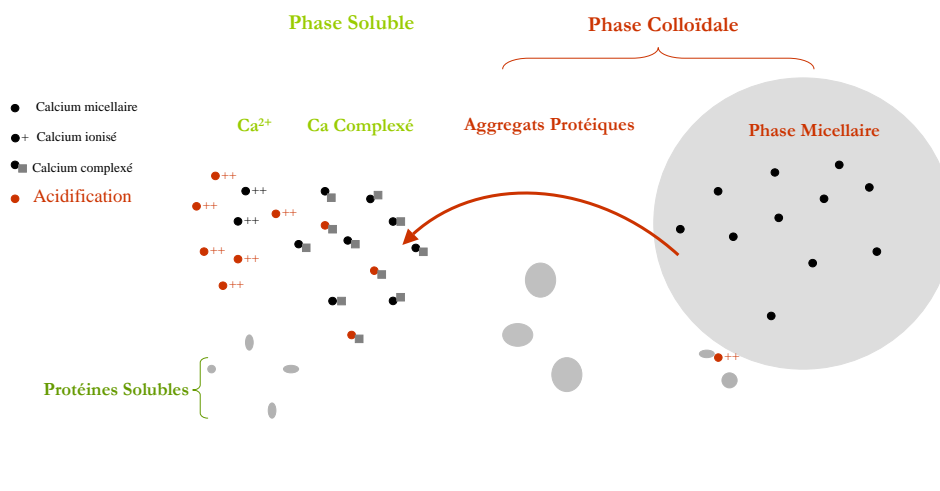 Phase Soluble
Phase Colloïdale
Calcium micellaire
Ca²⁺
Ca Complexé
Aggregats Protéiques
Phase Micellaire
+ Calcium ionisé
Calcium complexé
Acidification
++
++
++
++
++
++
++
++
++
Protéines Solubles